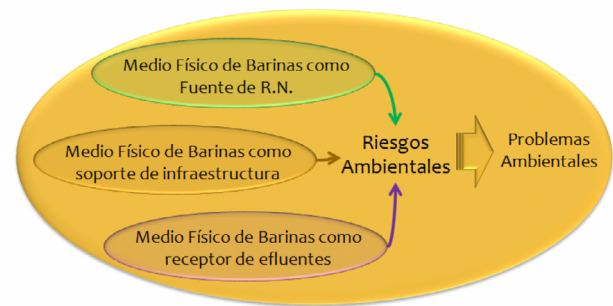 Medio Físico de Barinas como
Fuente de R.N.
Medio Físico de Barinas como
soporte de infraestructura
Medio Físico de Barinas como
receptor de efluentes
Riesgos
Ambientales
Problemas
Ambientales